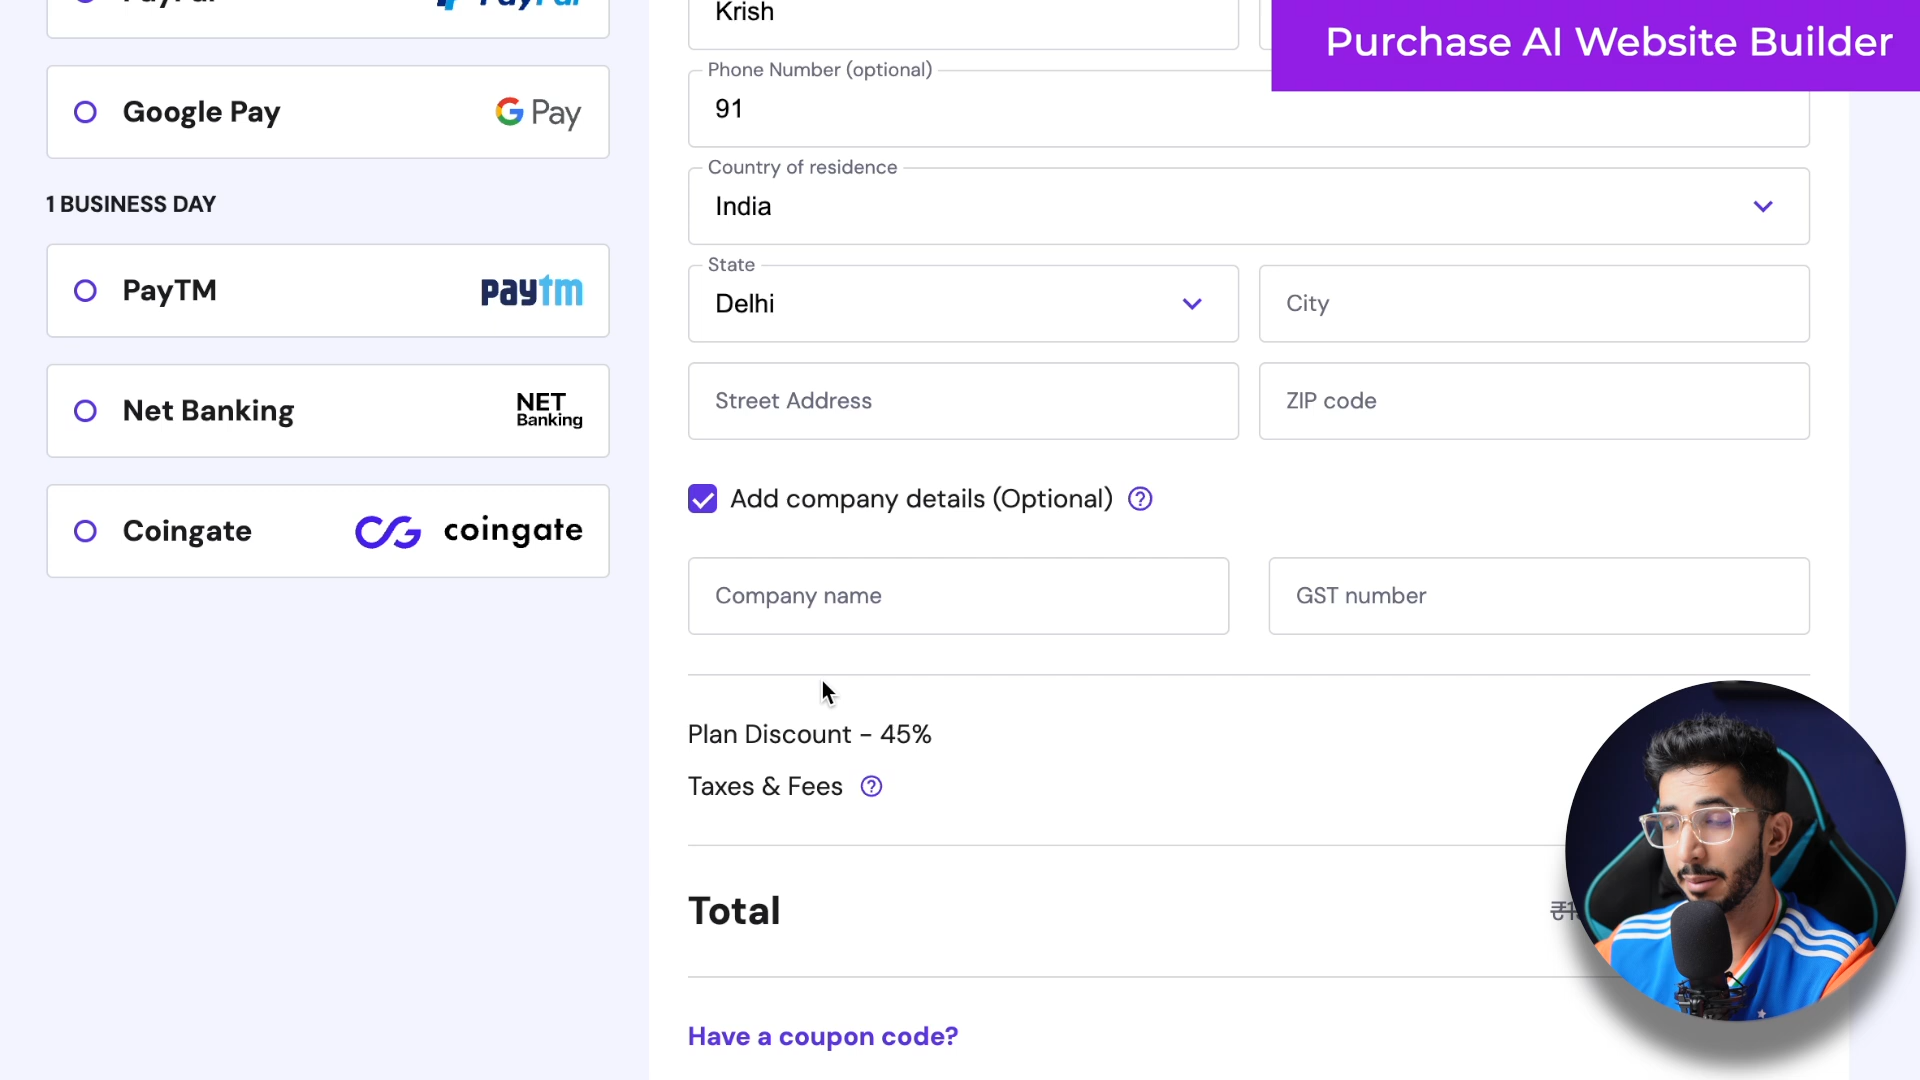 PayPal
PayPal
Google Pay
G Pay
1 BUSINESS DAY
PayTM
paytm
Net Banking
NET
Banking
Coingate
coingate
Krish
Purchase AI Website Builder
Phone Number (optional)
91
Country of residence
India
State
Delhi
City
Street Address
ZIP code
Add company details (Optional)
Company name
GST number
Plan Discount - 45%
Taxes & Fees
Total
Have a coupon code?